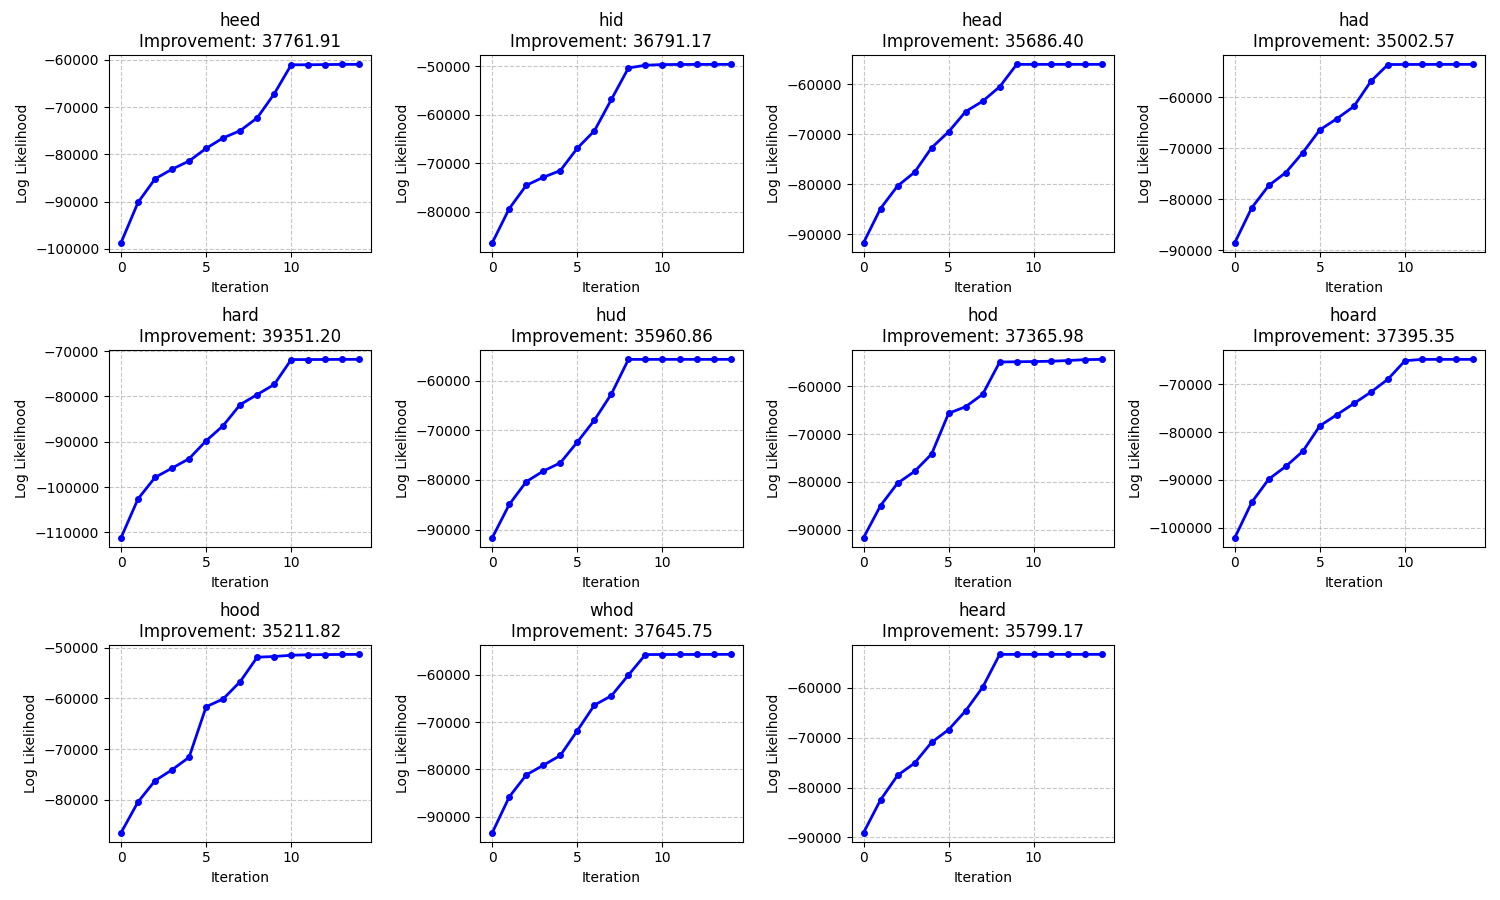 heed
Improvement: 37761.91
−60000
−70000
−80000
−90000
−100000
Log Likelihood
0 5 10
Iteration
hid
Improvement: 36791.17
−50000
−60000
−70000
−80000
Log Likelihood
0 5 10
Iteration
head
Improvement: 35686.40
−60000
−70000
−80000
−90000
Log Likelihood
0 5 10
Iteration
had
Improvement: 35002.57
−60000
−70000
−80000
−90000
Log Likelihood
0 5 10
Iteration
hard
Improvement: 39351.20
−70000
−80000
−90000
−100000
−110000
Log Likelihood
0 5 10
Iteration
hud
Improvement: 35960.86
−60000
−70000
−80000
−90000
Log Likelihood
0 5 10
Iteration
hod
Improvement: 37365.98
−60000
−70000
−80000
−90000
Log Likelihood
0 5 10
Iteration
hoard
Improvement: 37395.35
−70000
−80000
−90000
−100000
Log Likelihood
0 5 10
Iteration
hood
Improvement: 35211.82
−50000
−60000
−70000
−80000
Log Likelihood
0 5 10
Iteration
whod
Improvement: 37645.75
−60000
−70000
−80000
−90000
Log Likelihood
0 5 10
Iteration
heard
Improvement: 35799.17
−60000
−70000
−80000
−90000
Log Likelihood
0 5 10
Iteration